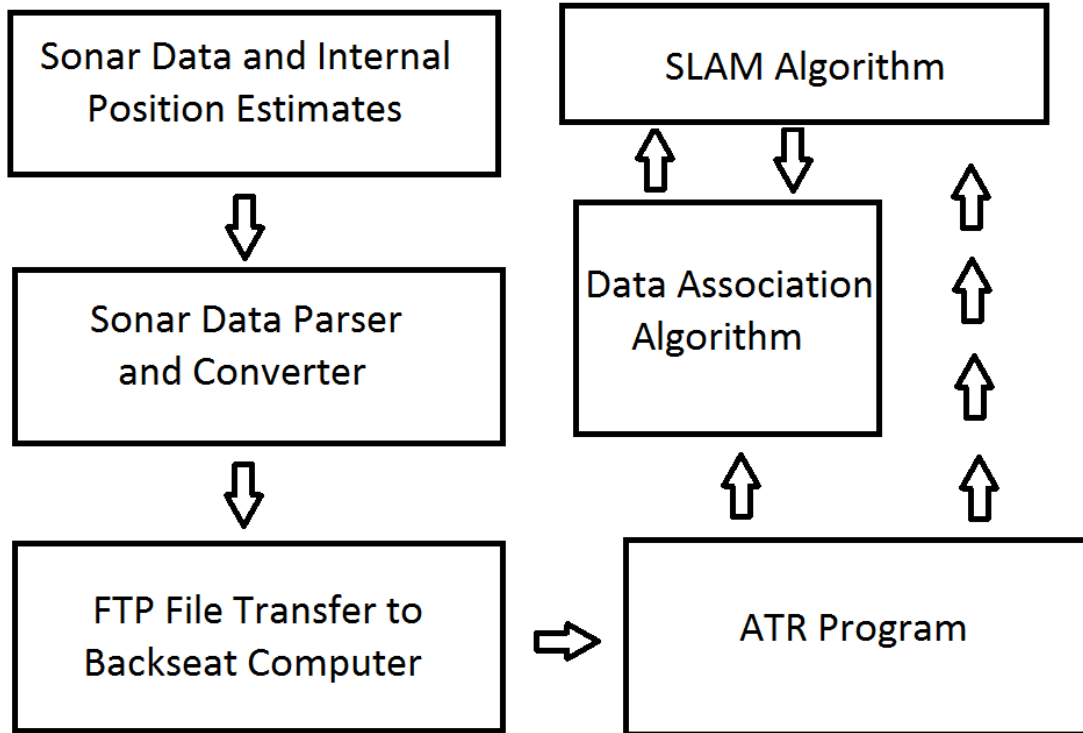 Sonar Data and Internal
Position Estimates
Sonar Data Parser
and Converter
FTP File Transfer to
Backseat Computer
ATR Program
Data Association
Algorithm
SLAM Algorithm